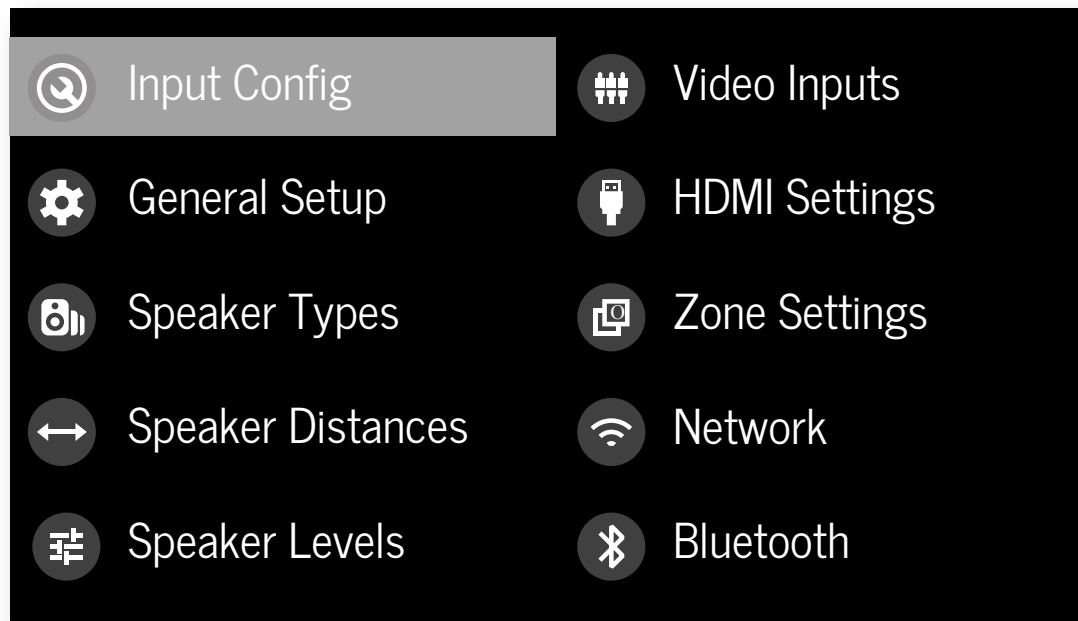 Input Config
General Setup
Speaker Types
Speaker Distances
Speaker Levels
Video Inputs
HDMI Settings
O
Zone Settings
Network
Bluetooth